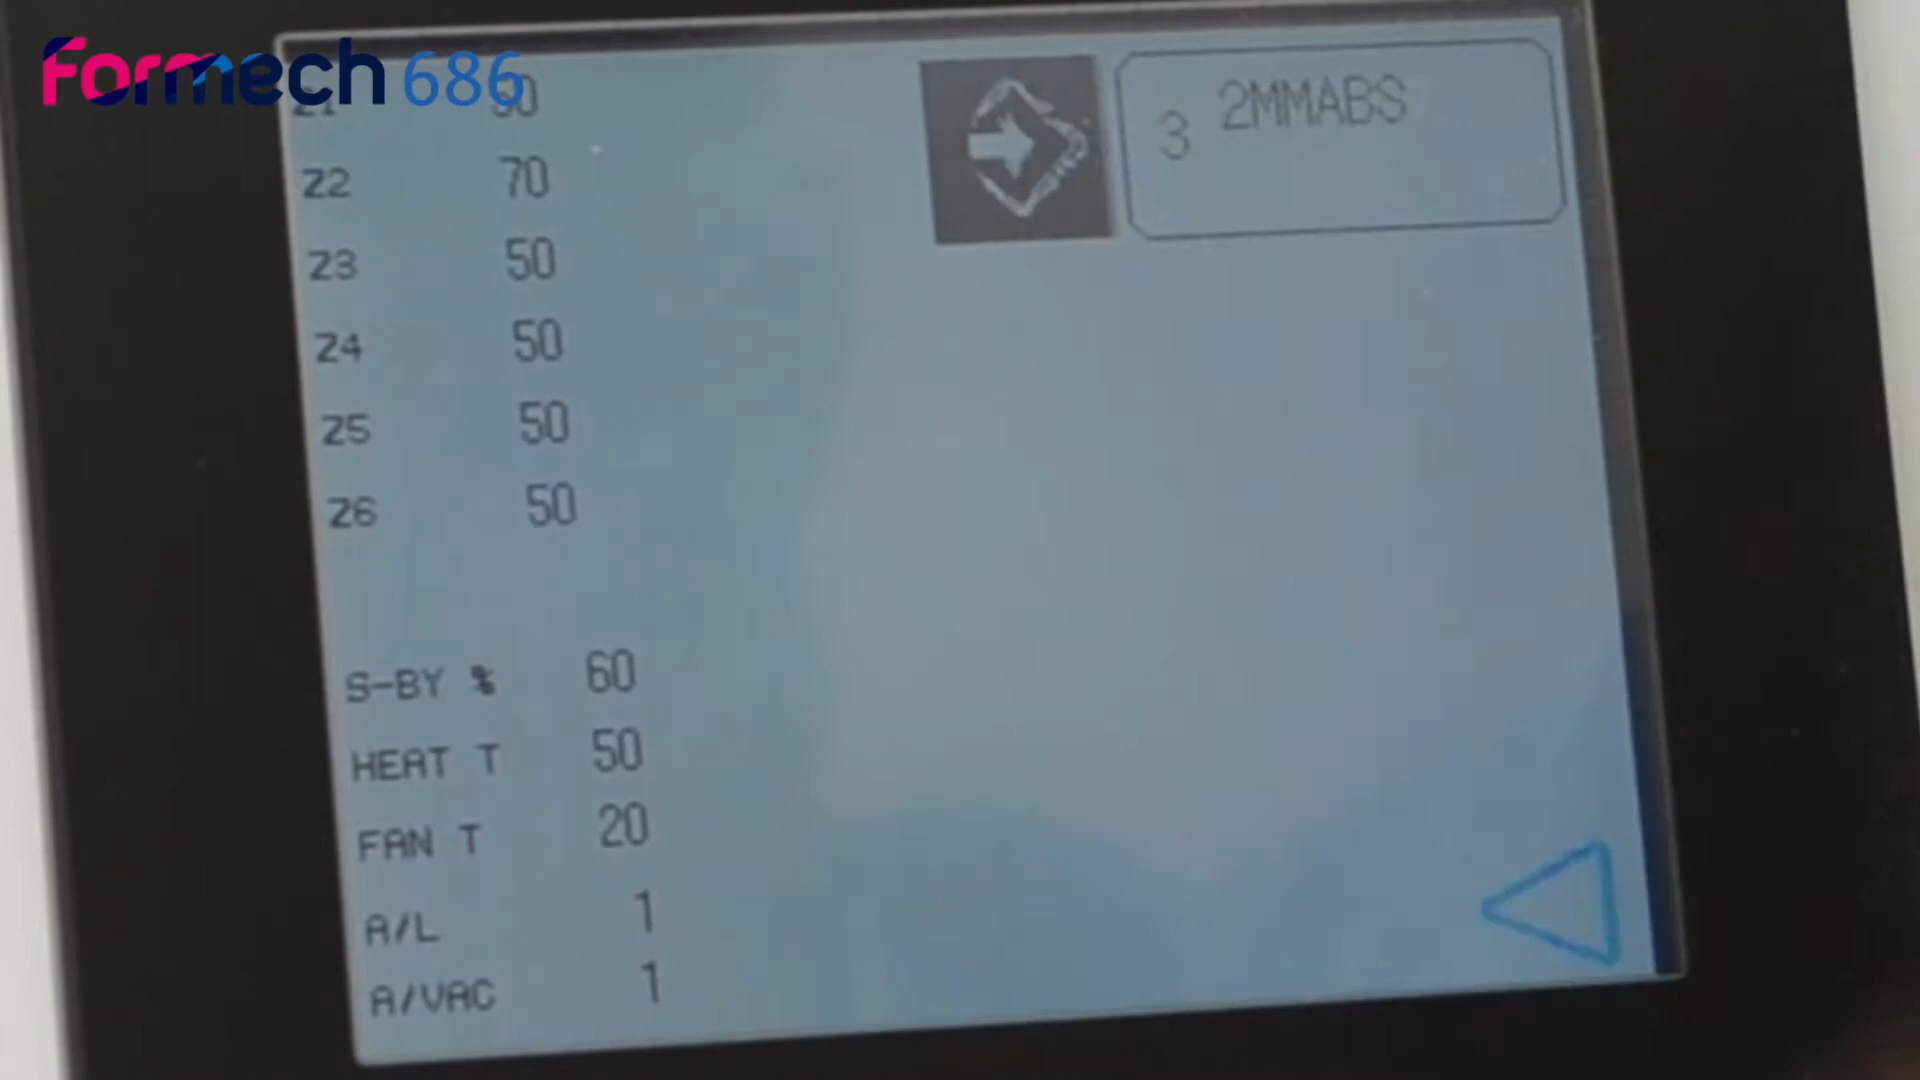 formech 686
3 2MMABS
Z2 70
Z3 50
Z4 50
Z5 50
Z6 50
S-BY % 60
HEAT T 50
FAN T 20
A/L 1
A/VAC 1